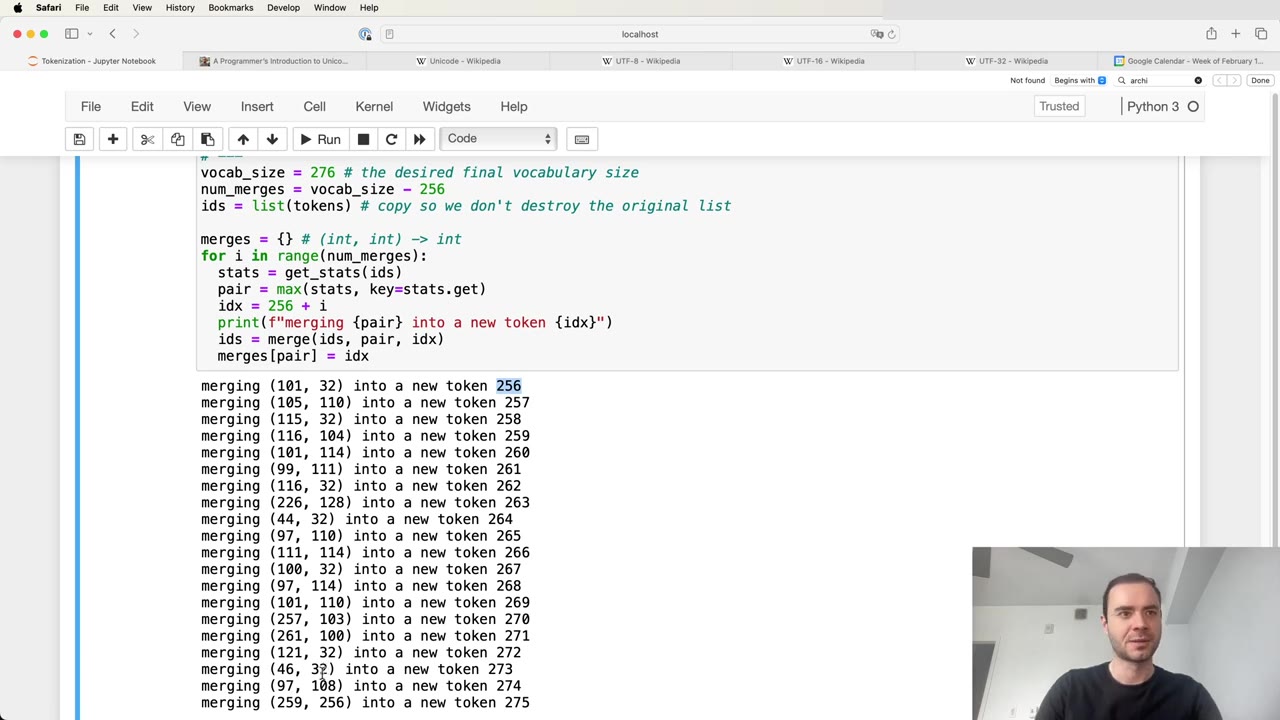 Safari File Edit View History Bookmarks Develop Window Help
localhost
Tokenization - Jupyter Notebook A Programmer's Introduction to Unico... Unicode - Wikipedia UTF-8 - Wikipedia UTF-16 - Wikipedia UTF-32 - Wikipedia Google Calendar - Week of February 1...
Not found Begins with archi Done
File Edit View Insert Cell Kernel Widgets Help Trusted Python 3
Run Code
# ---
vocab_size = 276 # the desired final vocabulary size
num_merges = vocab_size - 256
ids = list(tokens) # copy so we don't destroy the original list
merges = {} # (int, int) -> int
for i in range(num_merges):
stats = get_stats(ids)
pair = max(stats, key=stats.get)
idx = 256 + i
print(f"merging {pair} into a new token {idx}")
ids = merge(ids, pair, idx)
merges[pair] = idx
merging (101, 32) into a new token 256
merging (105, 110) into a new token 257
merging (115, 32) into a new token 258
merging (116, 104) into a new token 259
merging (101, 114) into a new token 260
merging (99, 111) into a new token 261
merging (116, 32) into a new token 262
merging (226, 128) into a new token 263
merging (44, 32) into a new token 264
merging (97, 110) into a new token 265
merging (111, 114) into a new token 266
merging (100, 32) into a new token 267
merging (97, 114) into a new token 268
merging (101, 110) into a new token 269
merging (257, 103) into a new token 270
merging (261, 100) into a new token 271
merging (121, 32) into a new token 272
merging (46, 32) into a new token 273
merging (97, 108) into a new token 274
merging (259, 256) into a new token 275